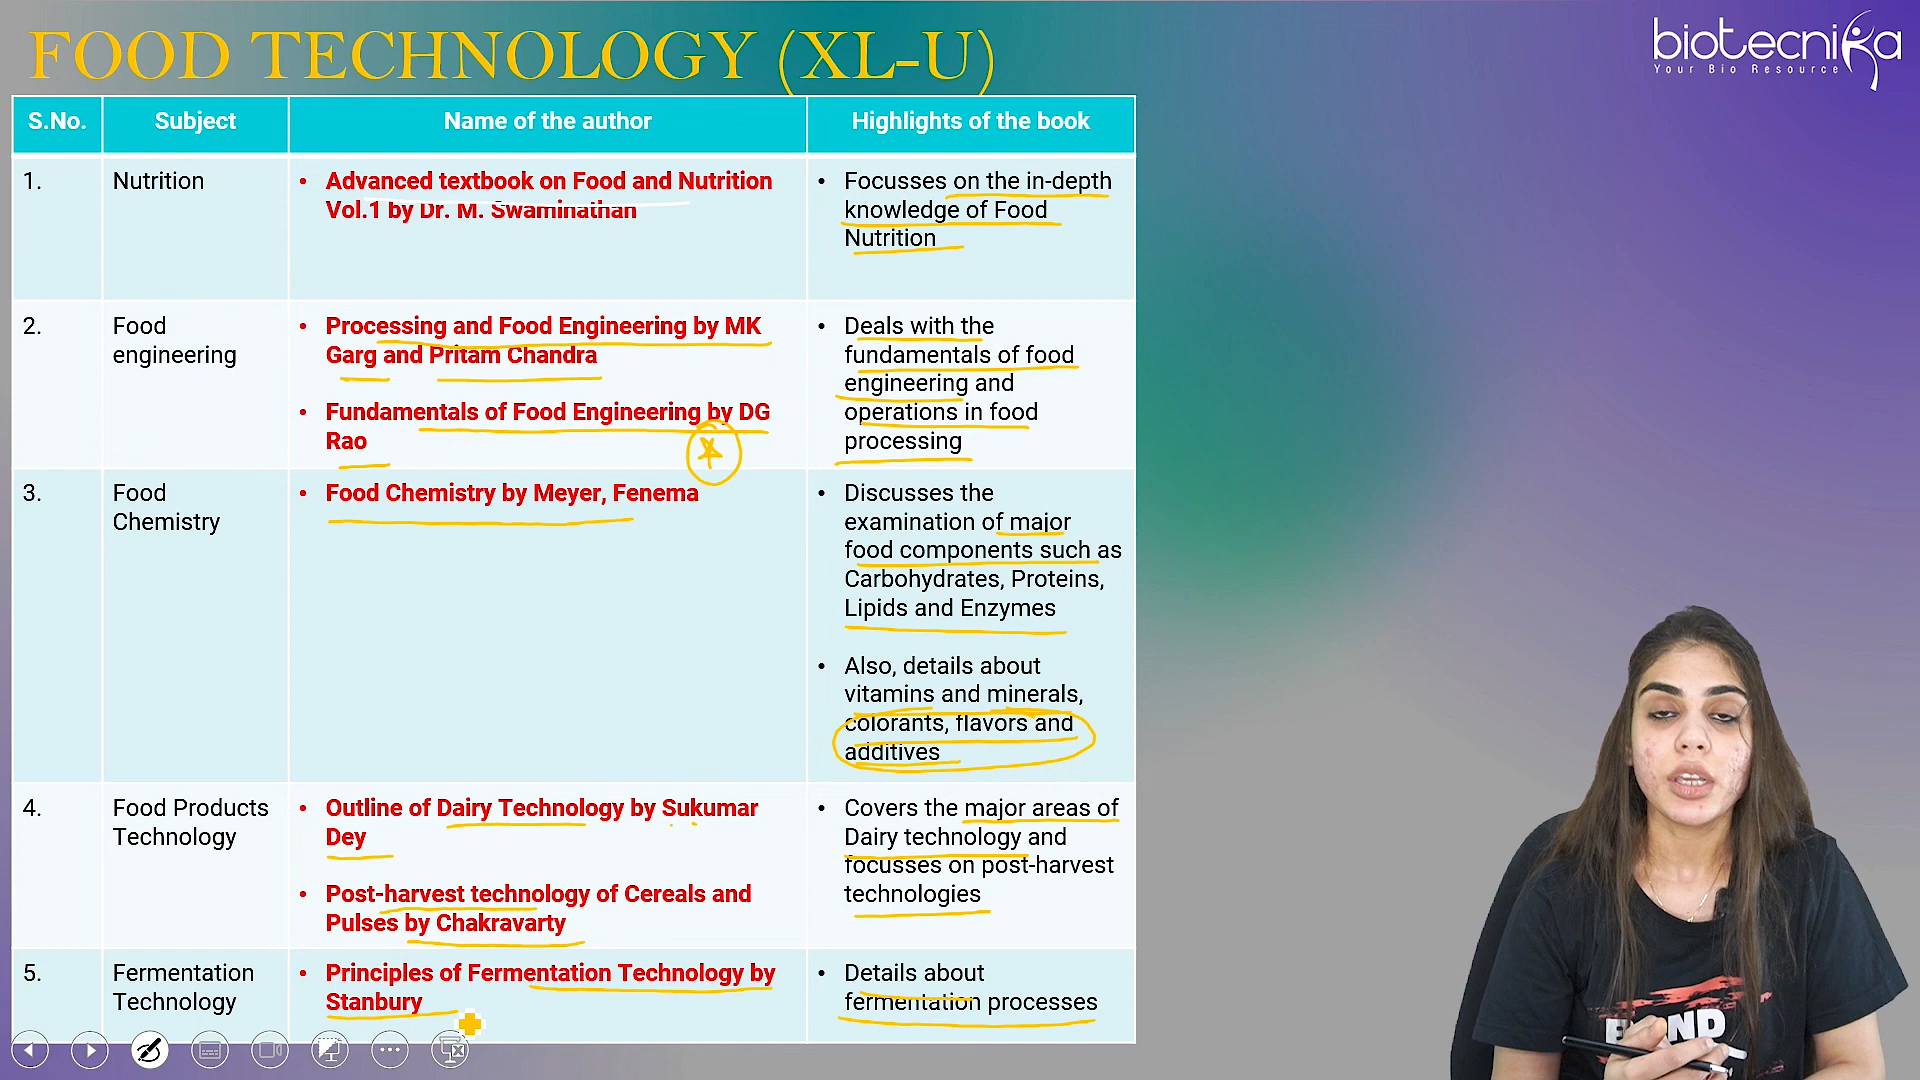 FOOD TECHNOLOGY (XL-U)
biotecnika
Your Bio Resource
S.No.
Subject
Name of the author
Highlights of the book
1.
Nutrition
• Advanced textbook on Food and Nutrition
Vol.1 by Dr. M. Swaminathan
• Focusses on the in-depth
knowledge of Food
Nutrition
2.
Food
engineering
• Processing and Food Engineering by MK
Garg and Pritam Chandra
• Fundamentals of Food Engineering by DG
Rao
• Deals with the
fundamentals of food
engineering and
operations in food
processing
3.
Food
Chemistry
• Food Chemistry by Meyer, Fenema
• Discusses the
examination of major
food components such as
Carbohydrates, Proteins,
Lipids and Enzymes
• Also, details about
vitamins and minerals,
colorants, flavors and
additives
4.
Food Products
Technology
• Outline of Dairy Technology by Sukumar
Dey
• Post-harvest technology of Cereals and
Pulses by Chakravarty
• Covers the major areas of
Dairy technology and
focusses on post-harvest
technologies
5.
Fermentation
Technology
• Principles of Fermentation Technology by
Stanbury
• Details about
fermentation processes